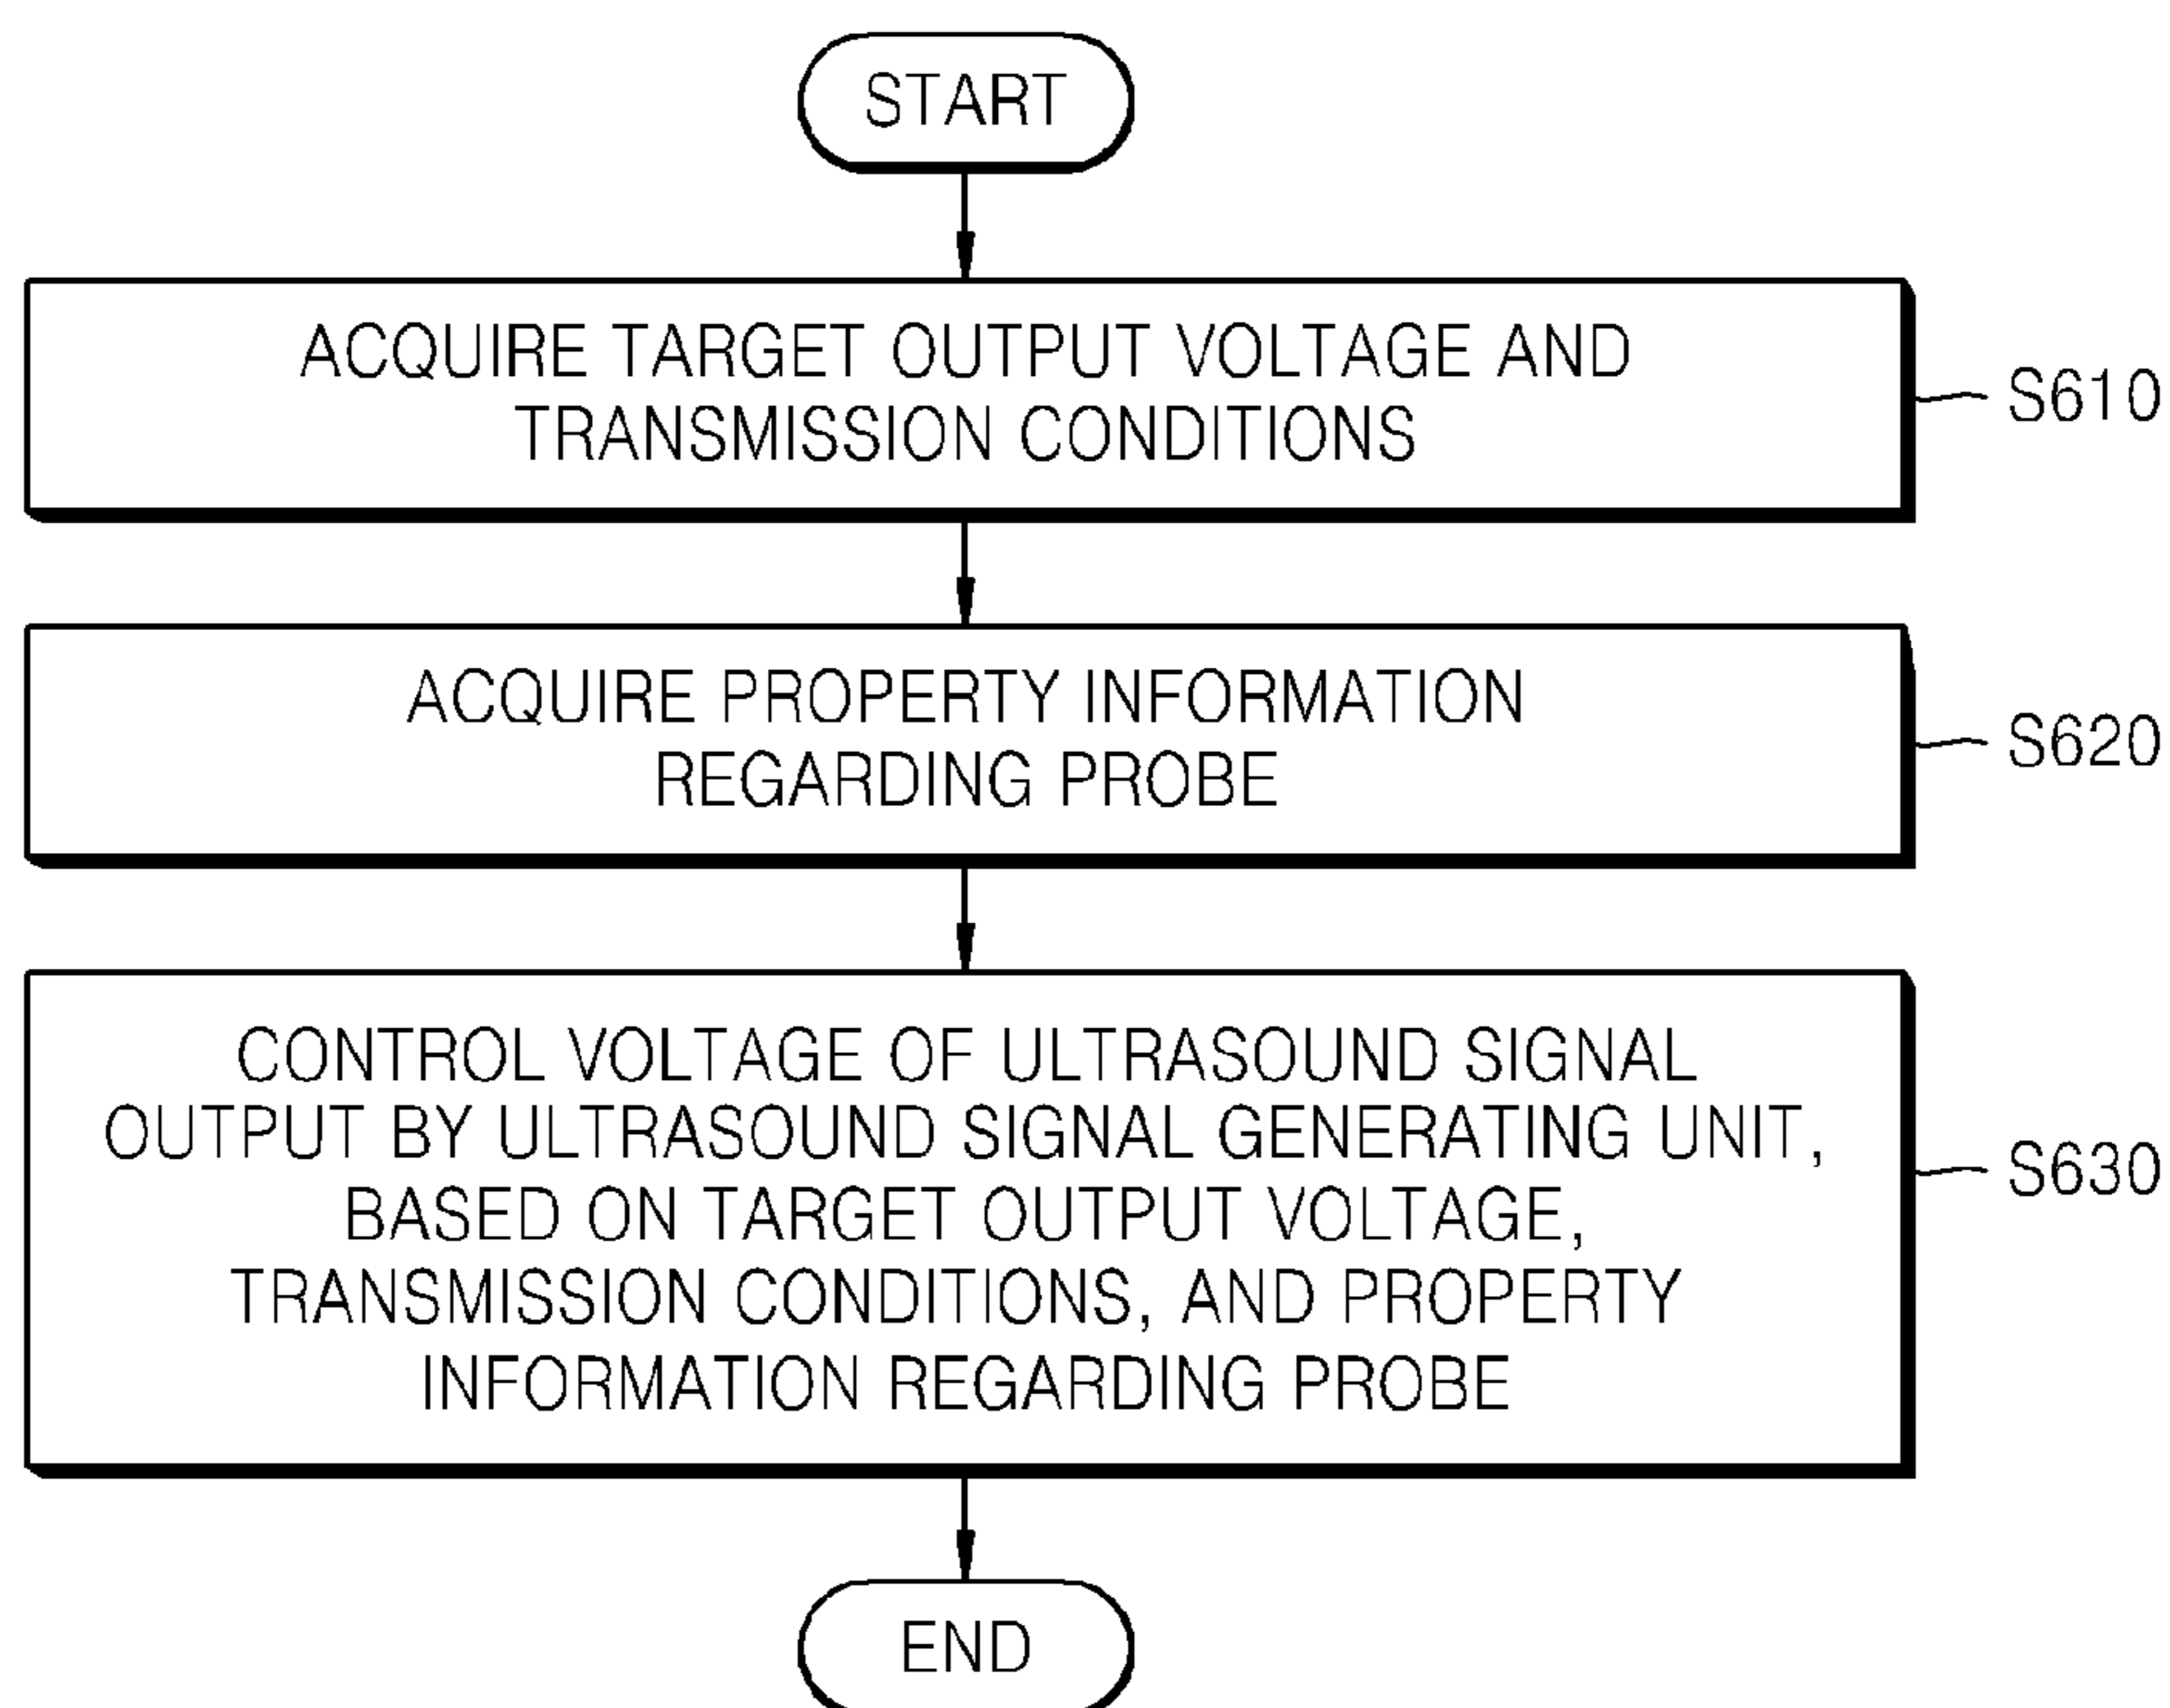 START
ACQUIRE TARGET OUTPUT VOLTAGE AND
TRANSMISSION CONDITIONS
S610
ACQUIRE PROPERTY INFORMATION
REGARDING PROBE
S620
CONTROL VOLTAGE OF ULTRASOUND SIGNAL
OUTPUT BY ULTRASOUND SIGNAL GENERATING UNIT,
BASED ON TARGET OUTPUT VOLTAGE,
TRANSMISSION CONDITIONS, AND PROPERTY
INFORMATION REGARDING PROBE
S630
END